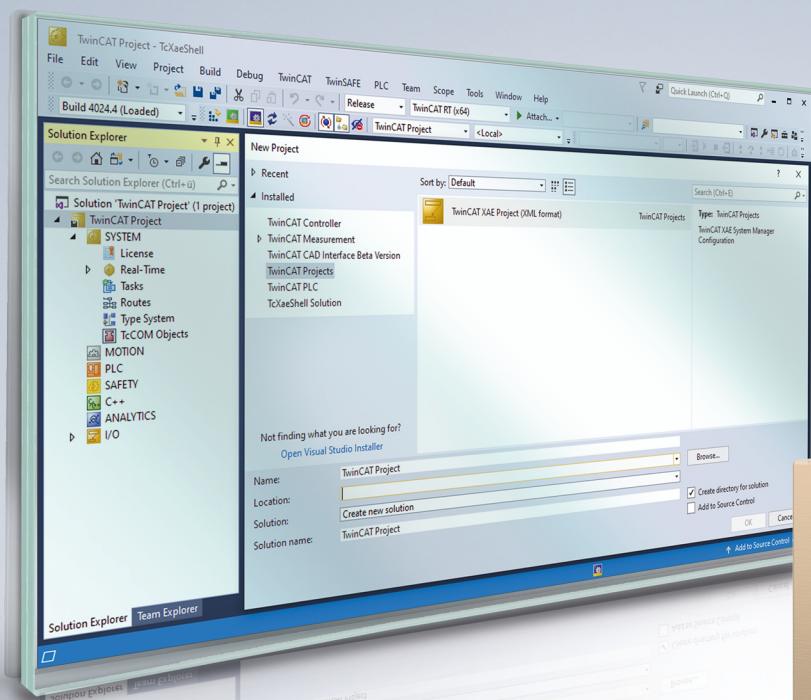 TwinCAT Project - TcXaeShell
File Edit View Project Build Debug TwinCAT TwinSAFE PLC Team Scope Tools Window Help
Quick Launch (Ctrl+Q)
Release
TwinCAT RT (x64)
Attach...
Build 4024.4 (Loaded)
TwinCAT Project
<Local>
Solution Explorer
Search Solution Explorer (Ctrl+ü)
Solution 'TwinCAT Project' (1 project)
TwinCAT Project
SYSTEM
License
Real-Time
Tasks
Routes
Type System
TcCOM Objects
MOTION
PLC
SAFETY
C++
ANALYTICS
I/O
Solution Explorer
Team Explorer
New Project
? X
Recent
Installed
TwinCAT Controller
TwinCAT Measurement
TwinCAT CAD Interface Beta Version
TwinCAT Projects
TwinCAT PLC
TcXaeShell Solution
Not finding what you are looking for?
Open Visual Studio Installer
Sort by: Default
TwinCAT XAE Project (XML format)
TwinCAT Projects
Search (Ctrl+E)
Type: TwinCAT Projects
TwinCAT XAE System Manager
Configuration
Name: TwinCAT Project
Location:
Browse...
Solution: Create new solution
Solution name: TwinCAT Project
Create directory for solution
Add to Source Control
OK
Cance
Add to Source Control